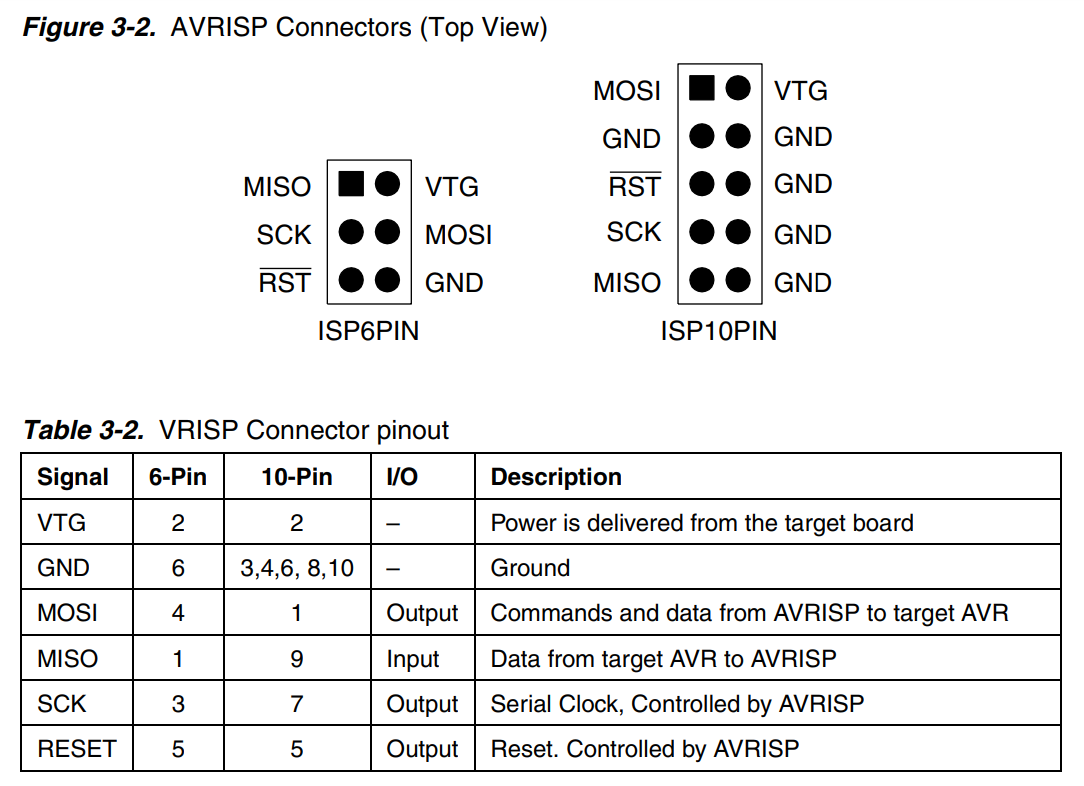 Figure 3-2. AVRISP Connectors (Top View)
MOSI VTG
GND GND
RST GND
SCK GND
MISO GND
ISP10PIN
MISO VTG
SCK MOSI
RST GND
ISP6PIN
Table 3-2. VRISP Connector pinout
Signal 6-Pin 10-Pin I/O Description
VTG 2 2 – Power is delivered from the target board
GND 6 3,4,6, 8,10 – Ground
MOSI 4 1 Output Commands and data from AVRISP to target AVR
MISO 1 9 Input Data from target AVR to AVRISP
SCK 3 7 Output Serial Clock, Controlled by AVRISP
RESET 5 5 Output Reset. Controlled by AVRISP